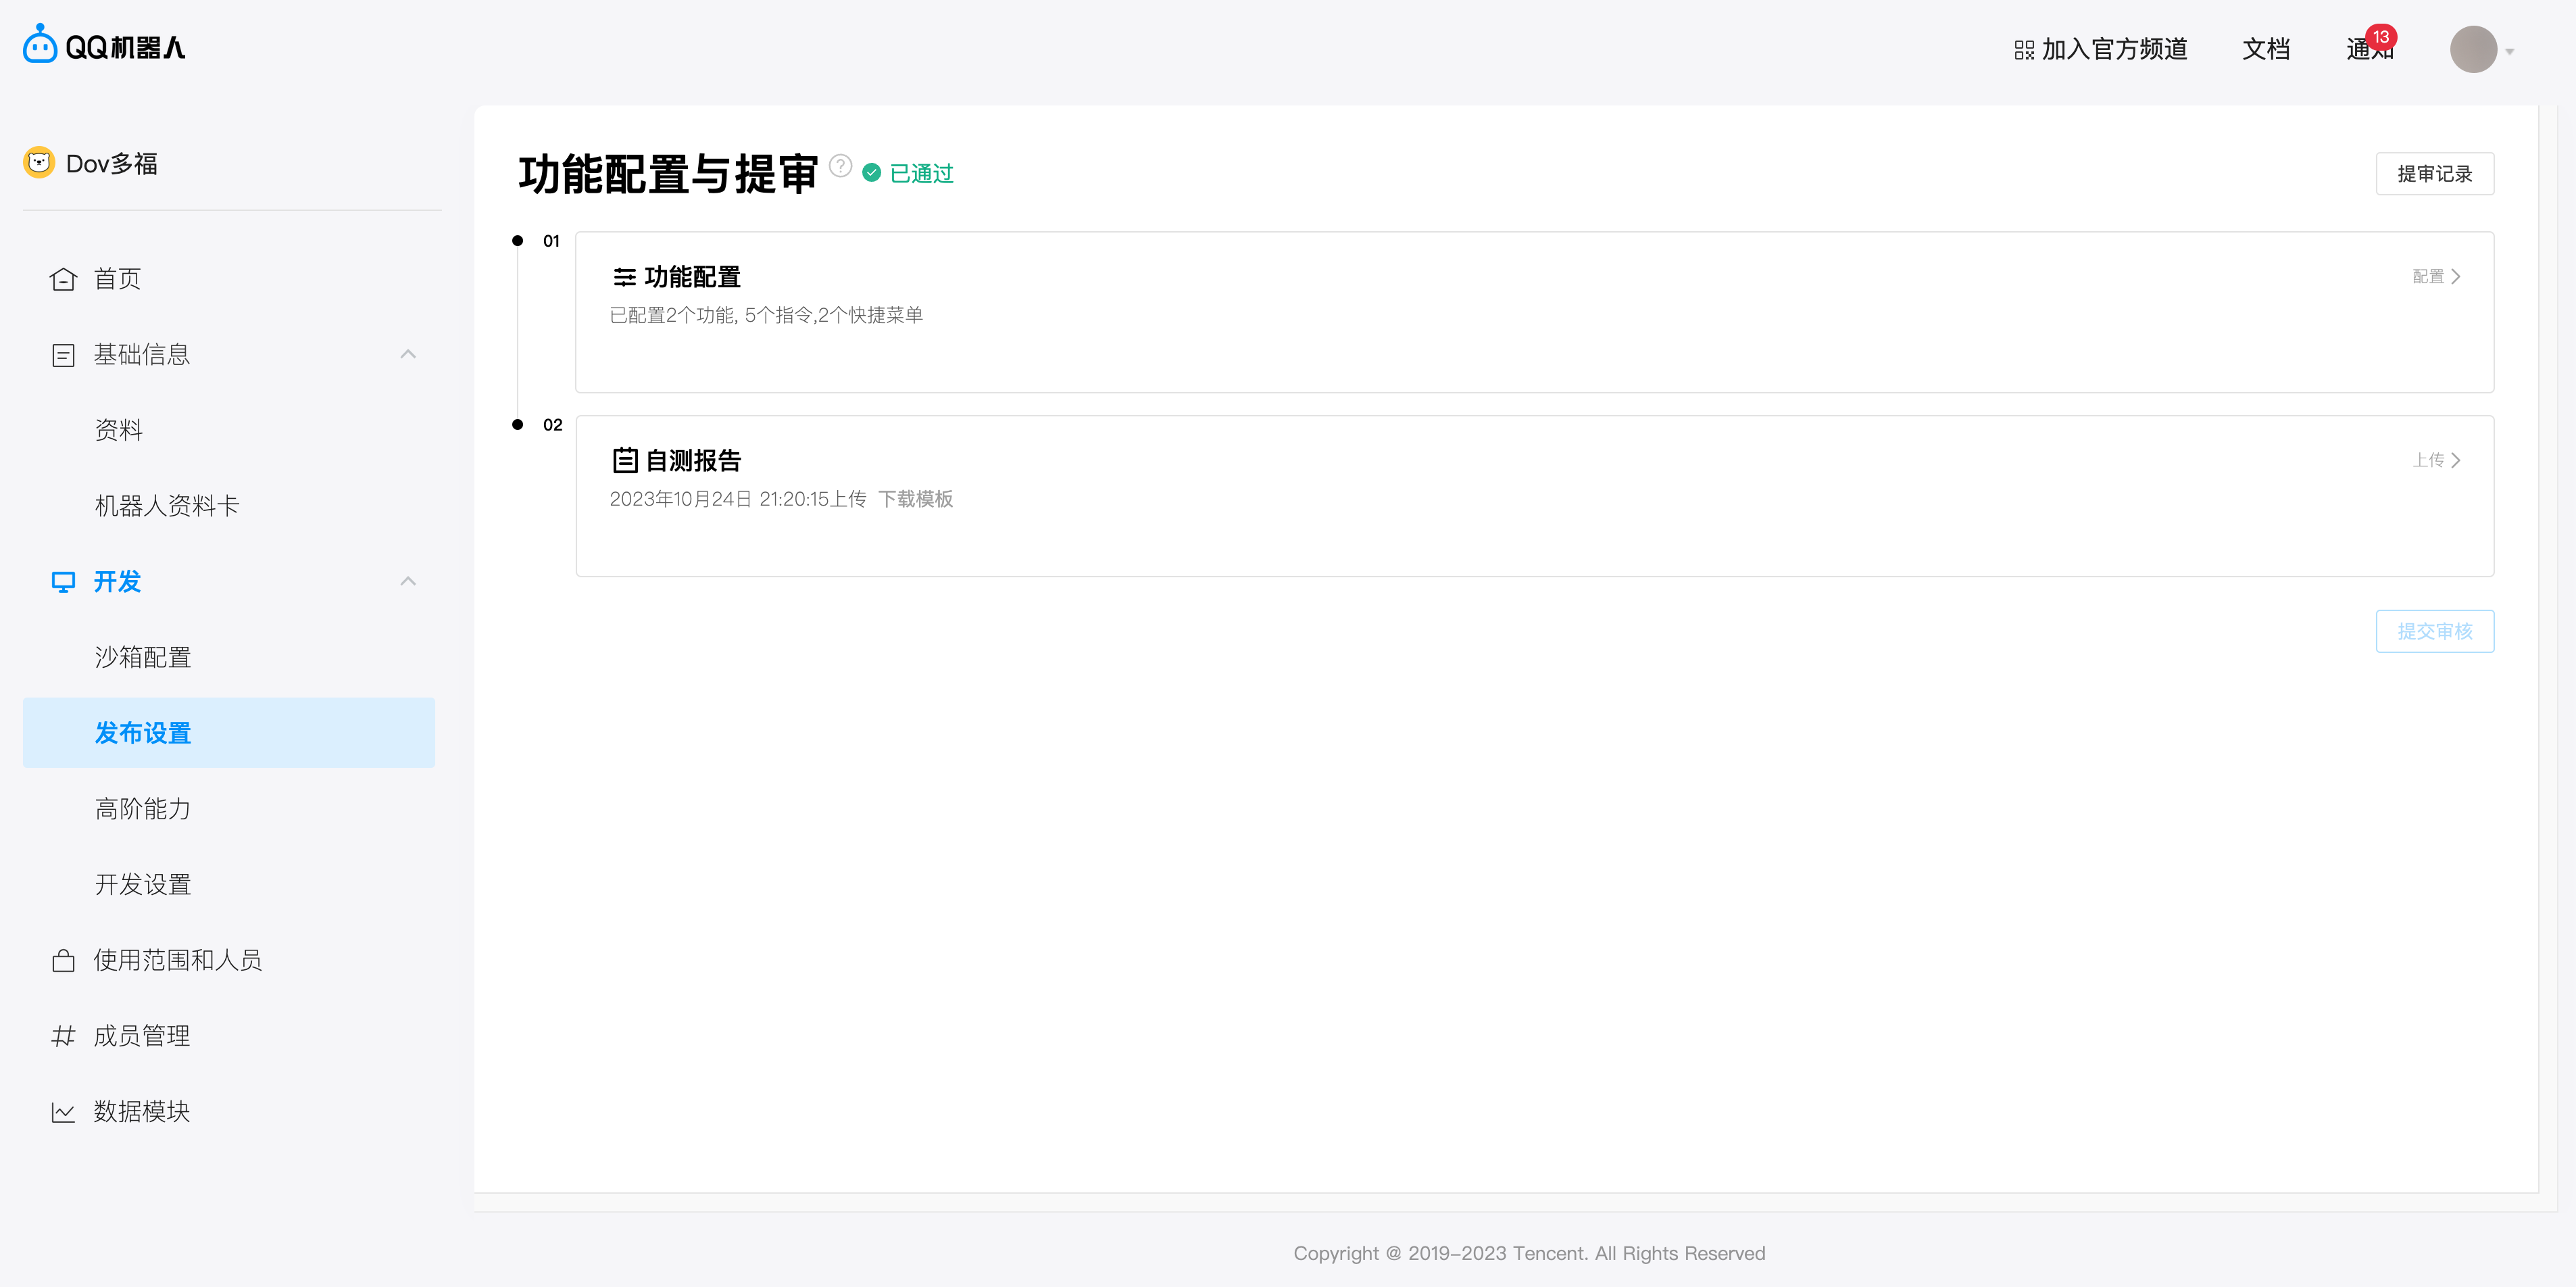 QQ机器人
加入官方频道
文档
通知
13
Dov多福
首页
基础信息
资料
机器人资料卡
开发
沙箱配置
发布设置
高阶能力
开发设置
使用范围和人员
成员管理
数据模块
功能配置与提审 ? 已通过
提审记录
01
功能配置
配置
已配置2个功能, 5个指令,2个快捷菜单
02
自测报告
上传
2023年10月24日 21:20:15上传 下载模板
提交审核
Copyright @ 2019–2023 Tencent. All Rights Reserved